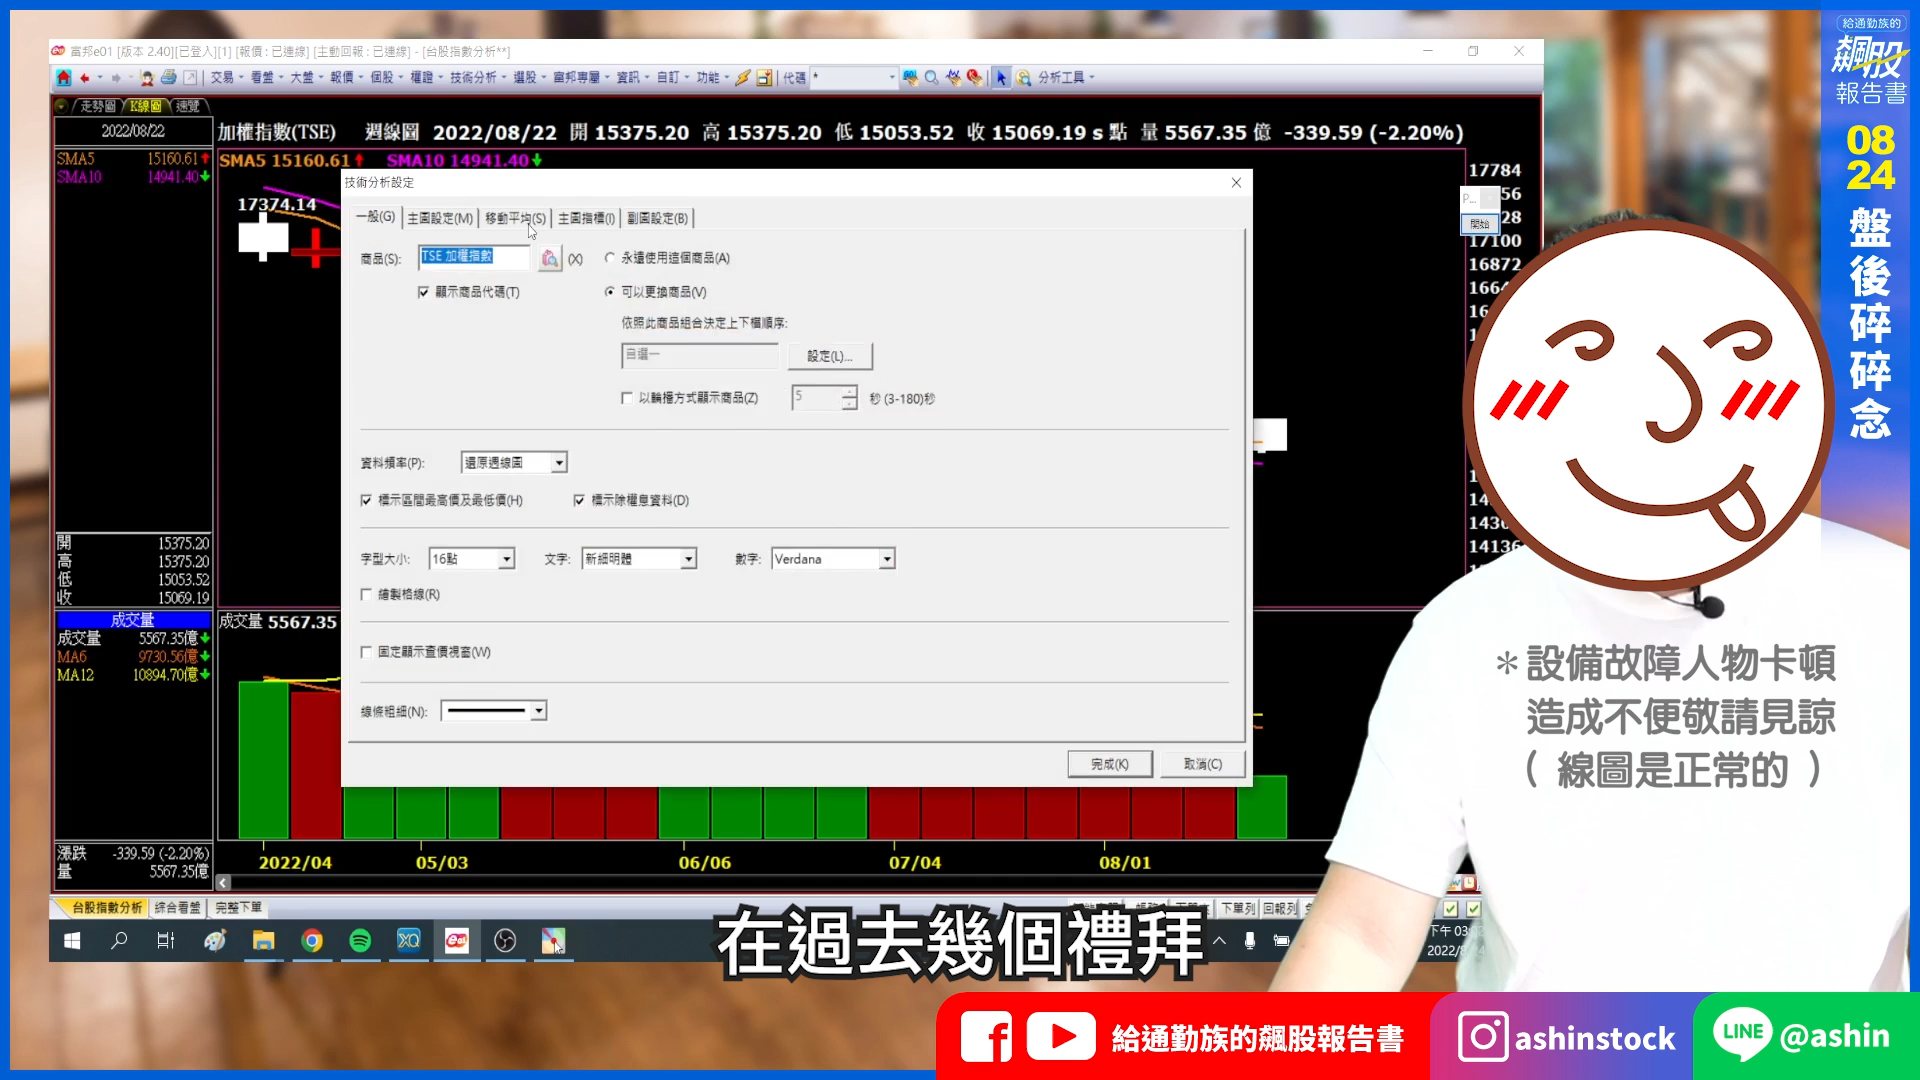 富邦e01 [版本 2.40][已登入][1] [報價 : 已連線] [主動回報 : 已連線] - [台股指數分析**]
交易 看盤 大盤 報價 個股 權證 技術分析 選股 富邦專屬 資訊 自訂 功能 代碼 * 分析工具
走勢圖 K線圖 速覽
2022/08/22
加權指數(TSE) 週線圖 2022/08/22 開 15375.20 高 15375.20 低 15053.52 收 15069.19 s 點 量 5567.35 億 -339.59 (-2.20%)
SMA5 15160.61
SMA10 14941.40
SMA5 15160.61 SMA10 14941.40
17374.14
17784
56
28
17100
16872
技術分析設定
一般(G) 主圖設定(M) 移動平均(S) 主圖指標(I) 副圖設定(B)
商品(S): TSE 加權指數 (X) 永遠使用這個商品(A)
顯示商品代碼(T) 可以更換商品(V)
依照此商品組合決定上下檔順序:
自選一 設定(L)...
以輪播方式顯示商品(Z) 5 秒 (3-180)秒
資料頻率(P): 還原週線圖
標示區間最高價及最低價(H) 標示除權息資料(D)
字型大小: 16點 文字: 新細明體 數字: Verdana
繪製格線(R)
固定顯示查價視窗(W)
線條粗細(N):
完成(K) 取消(C)
P...
開始
14136
開 15375.20
高 15375.20
低 15053.52
收 15069.19
成交量
成交量 5567.35億
MA6 9730.56億
MA12 10894.70億
成交量 5567.35
漲跌 -339.59 (-2.20%)
量 5567.35億
2022/04 05/03 06/06 07/04 08/01
台股指數分析 綜合看盤 完整下單
下單列 回報列
XQ
e01
下午 03
2022/8
在過去幾個禮拜
給通勤族的
飆股
報告書
08
24
盤後碎碎念
＊設備故障人物卡頓
造成不便敬請見諒
（ 線圖是正常的 ）
給通勤族的飆股報告書
ashinstock
LINE @ashin